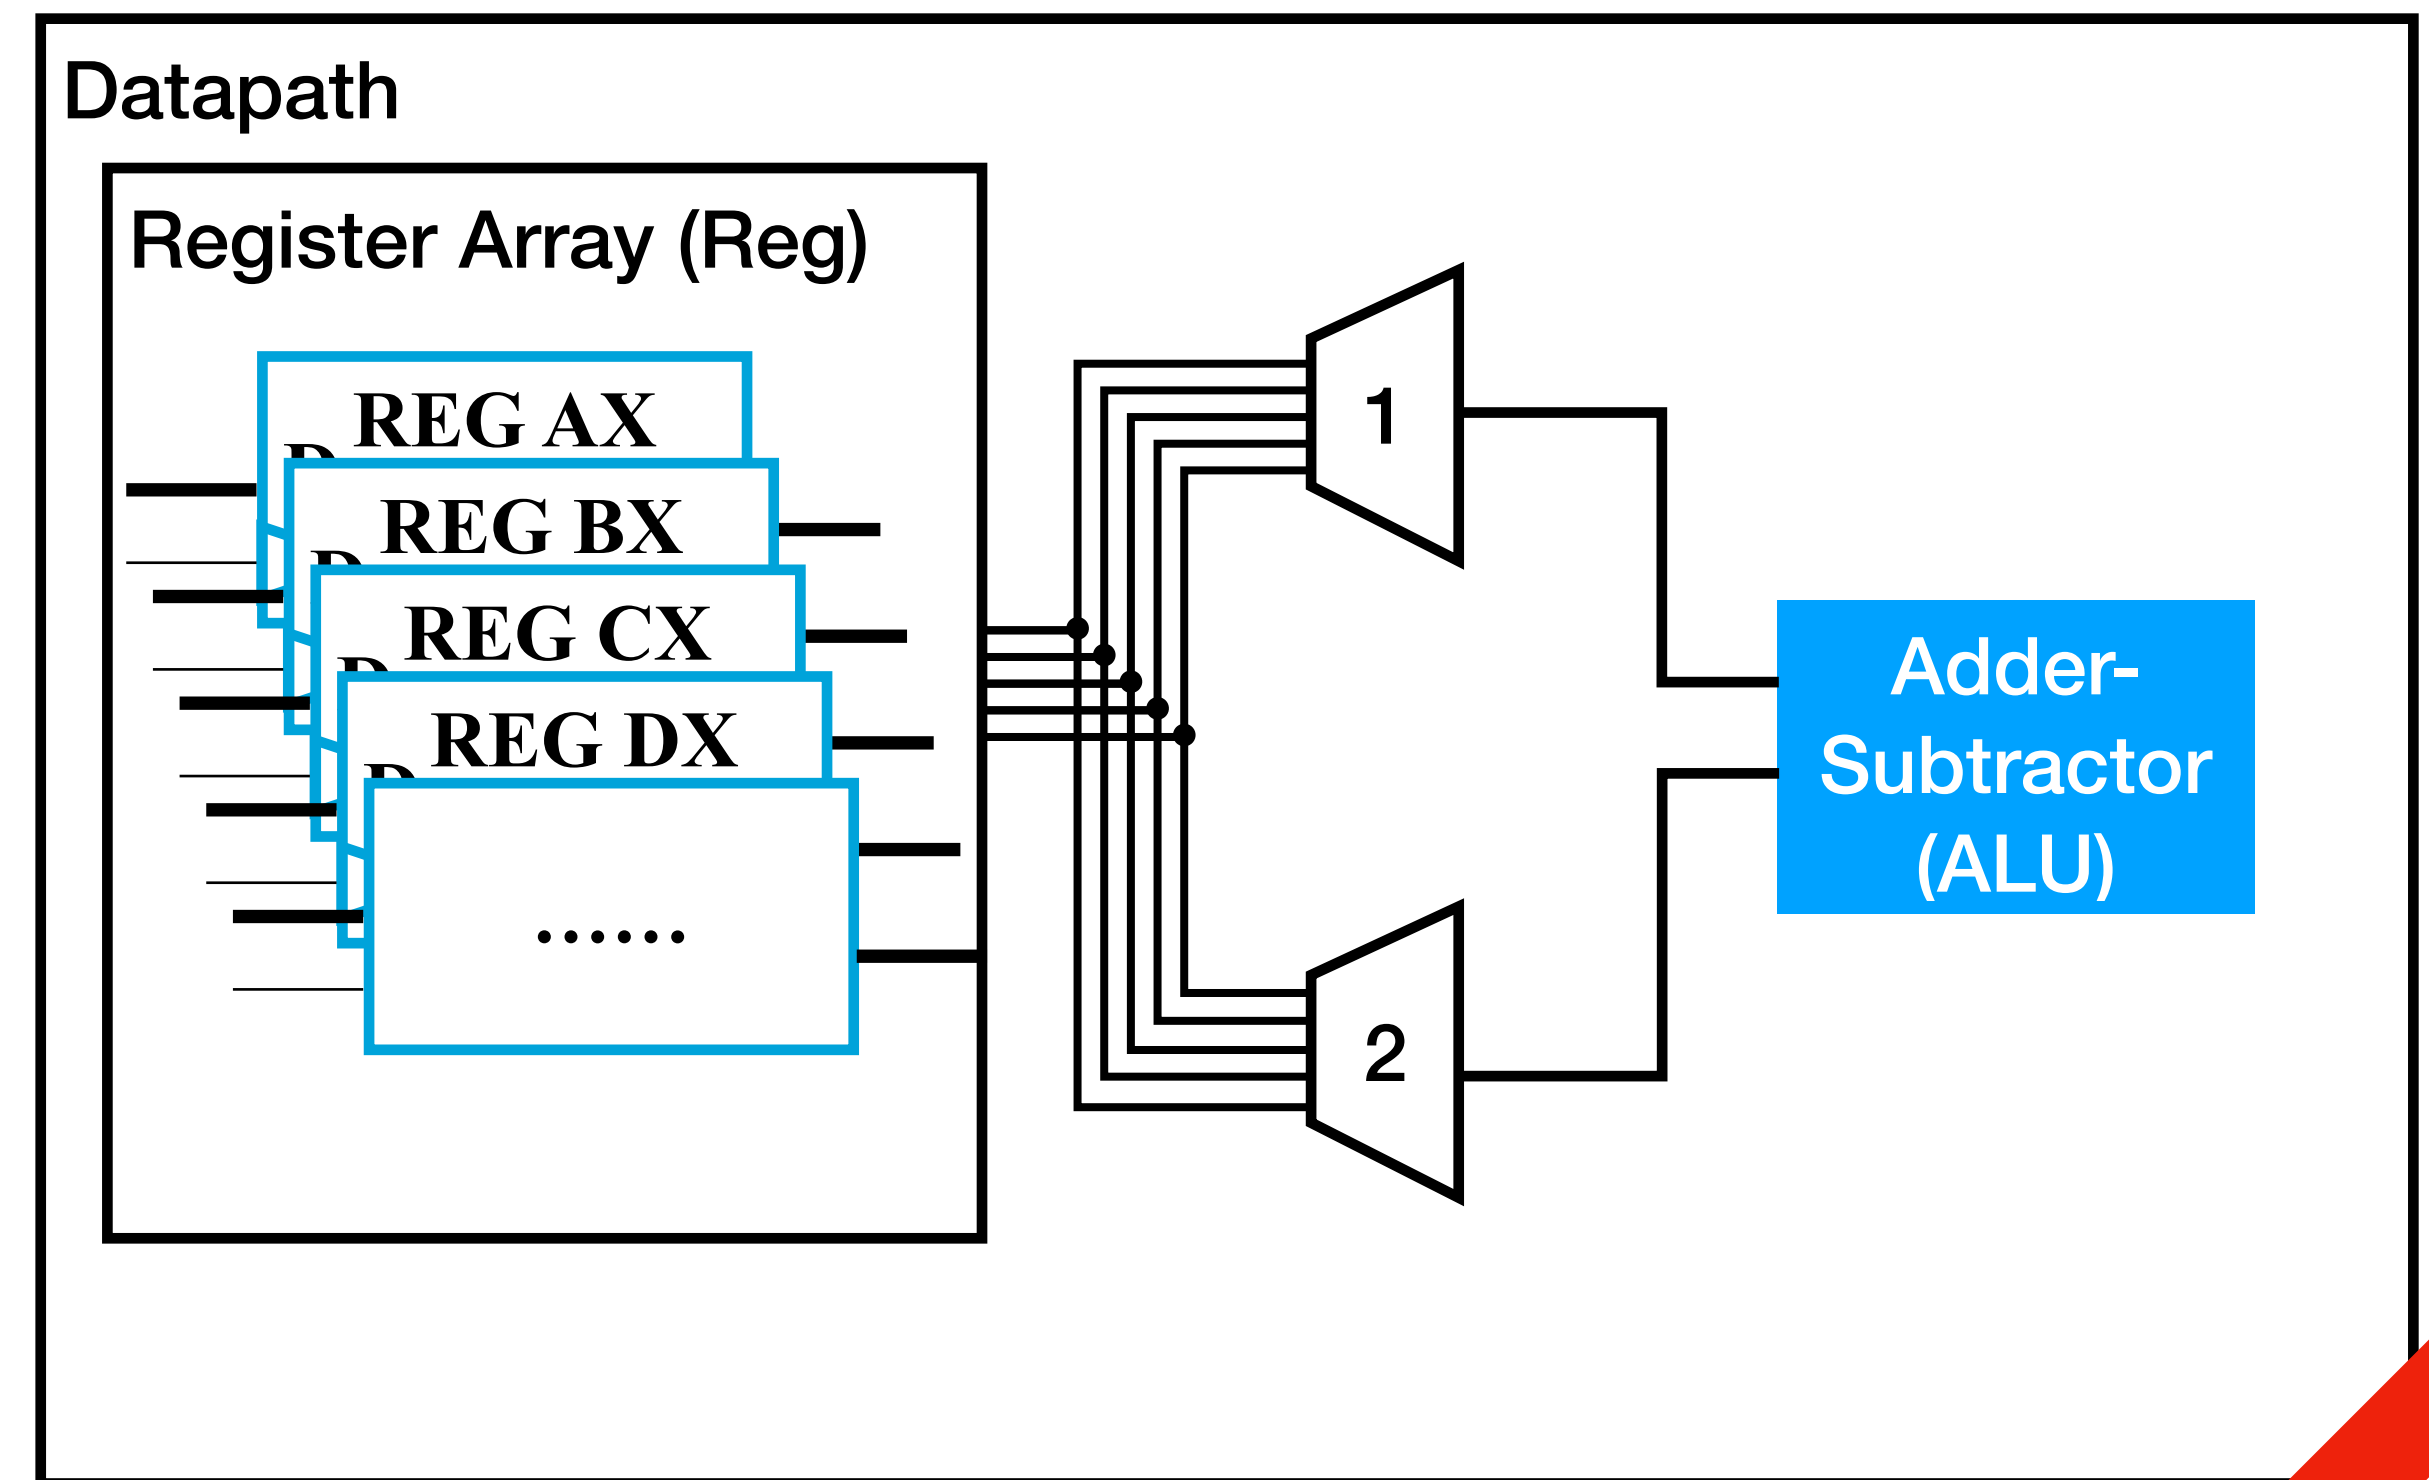 Datapath
Register Array (Reg)
REG AX
D
REG BX
D
REG CX
D
REG DX
D
......
1
2
Adder-
Subtractor
(ALU)